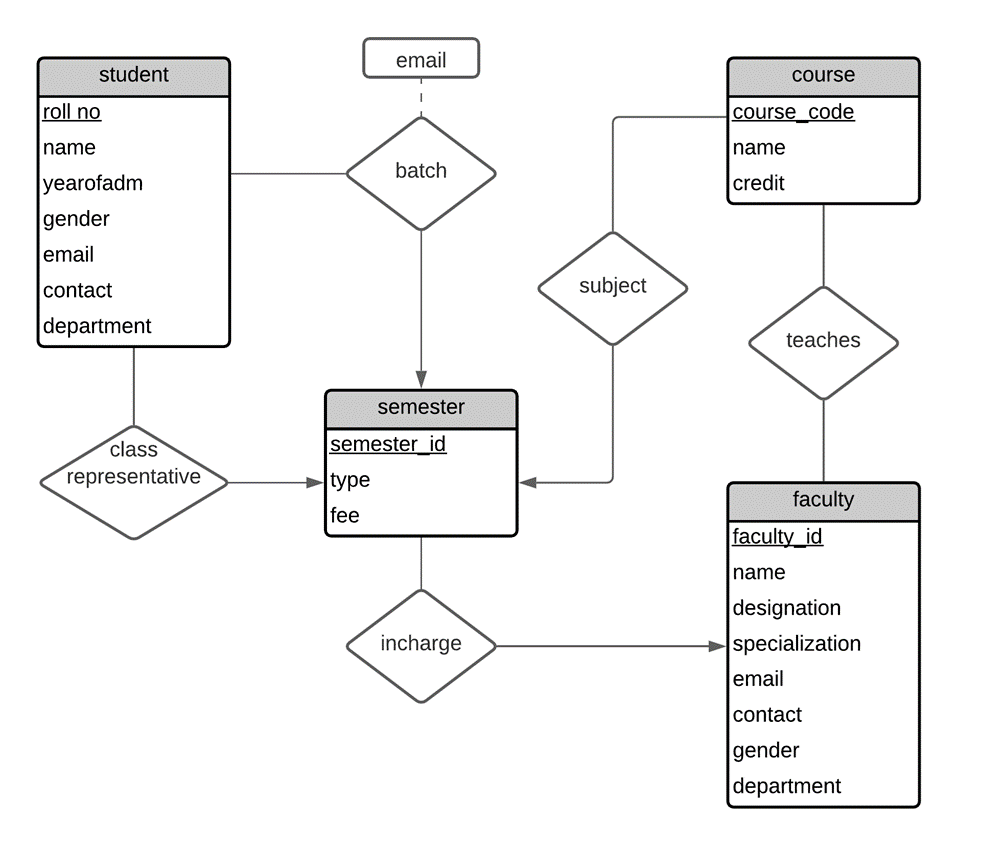 email
student
roll no
name
yearofadm
gender
email
contact
department
batch
course
course_code
name
credit
subject
teaches
class
representative
semester
semester_id
type
fee
incharge
faculty
faculty_id
name
designation
specialization
email
contact
gender
department